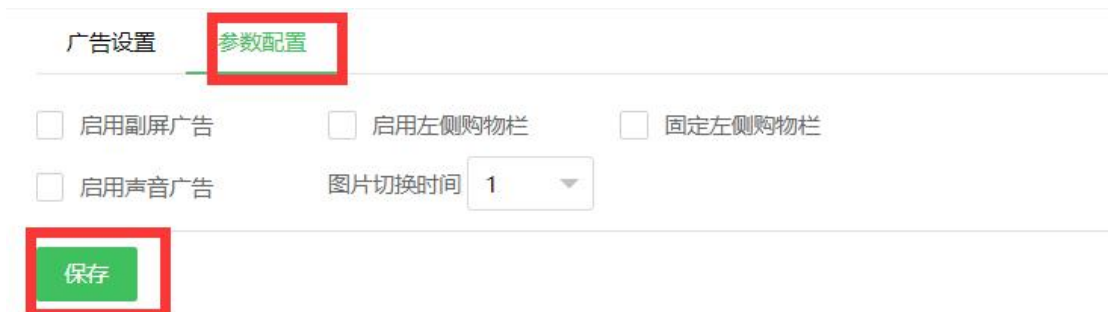 广告设置 参数配置
启用副屏广告 启用左侧购物栏 固定左侧购物栏
启用声音广告 图片切换时间 1
保存